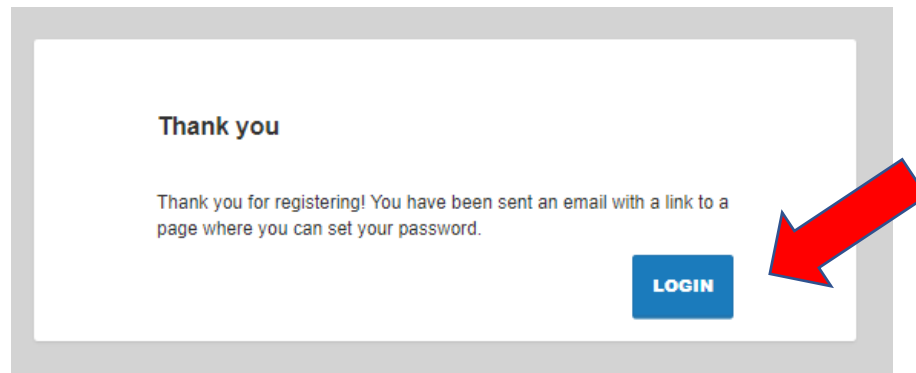 Thank you
Thank you for registering! You have been sent an email with a link to a
page where you can set your password.
LOGIN